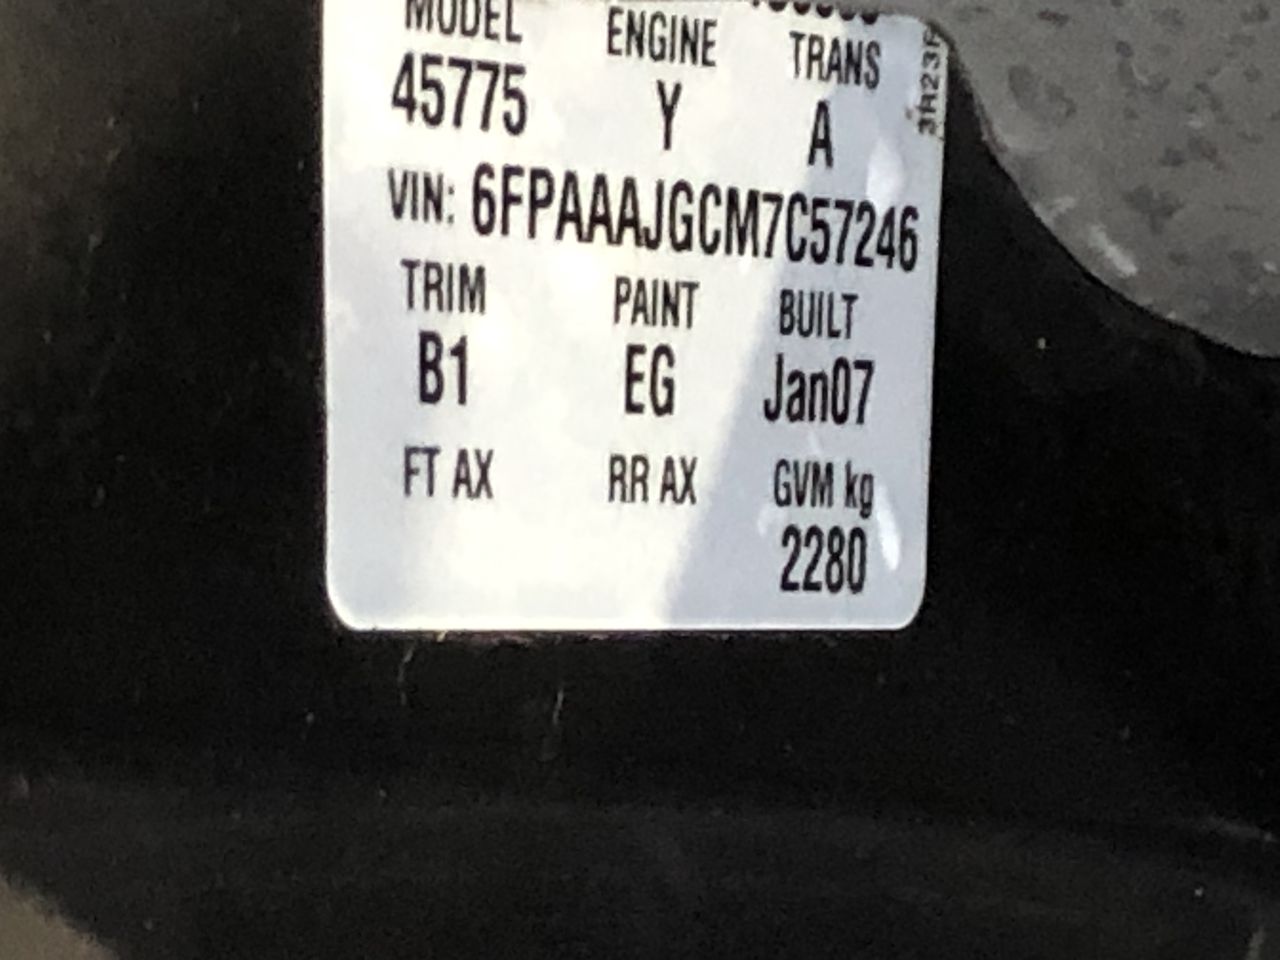 MODEL ENGINE TRANS
45775 Y A
VIN: 6FPAAAJGCM7C57246
TRIM PAINT BUILT
B1 EG Jan07
FT AX RR AX GVM kg
2280